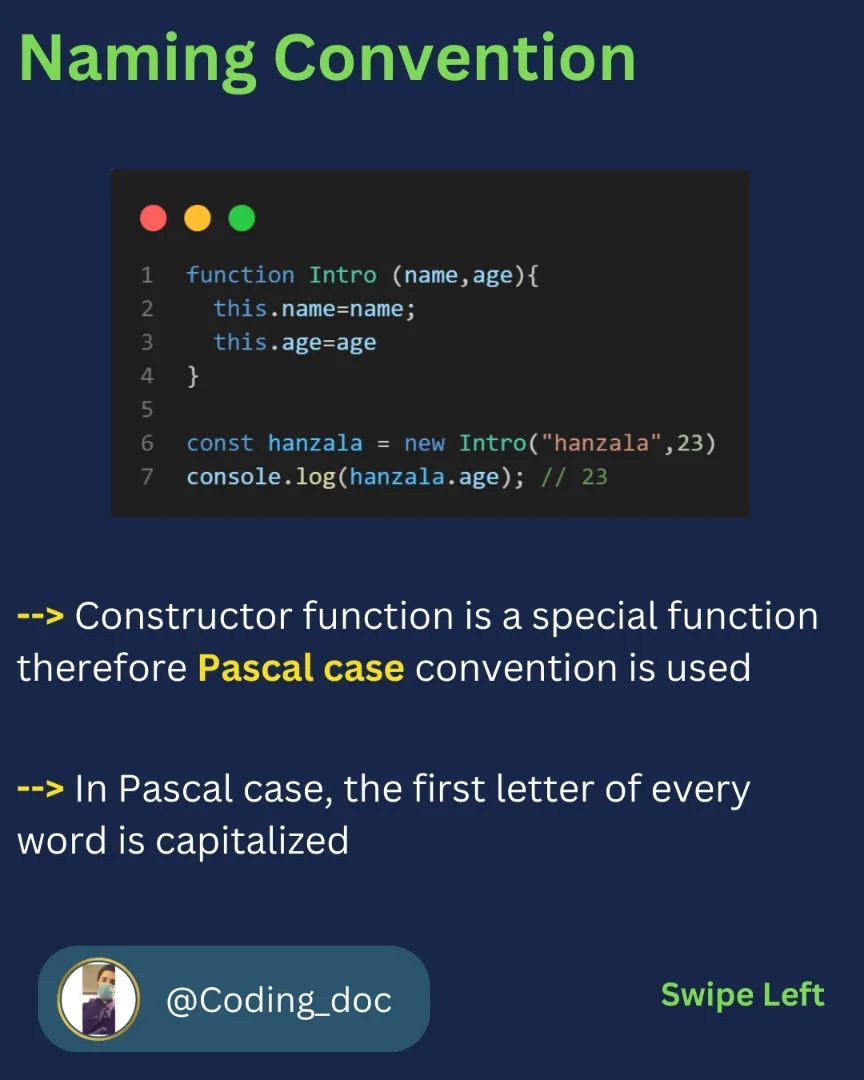 Naming Convention
1 function Intro (name,age){
2   this.name=name;
3   this.age=age
4 }
5
6 const hanzala = new Intro("hanzala",23)
7 console.log(hanzala.age); // 23
--> Constructor function is a special function
therefore Pascal case convention is used
--> In Pascal case, the first letter of every
word is capitalized
@Coding_doc
Swipe Left